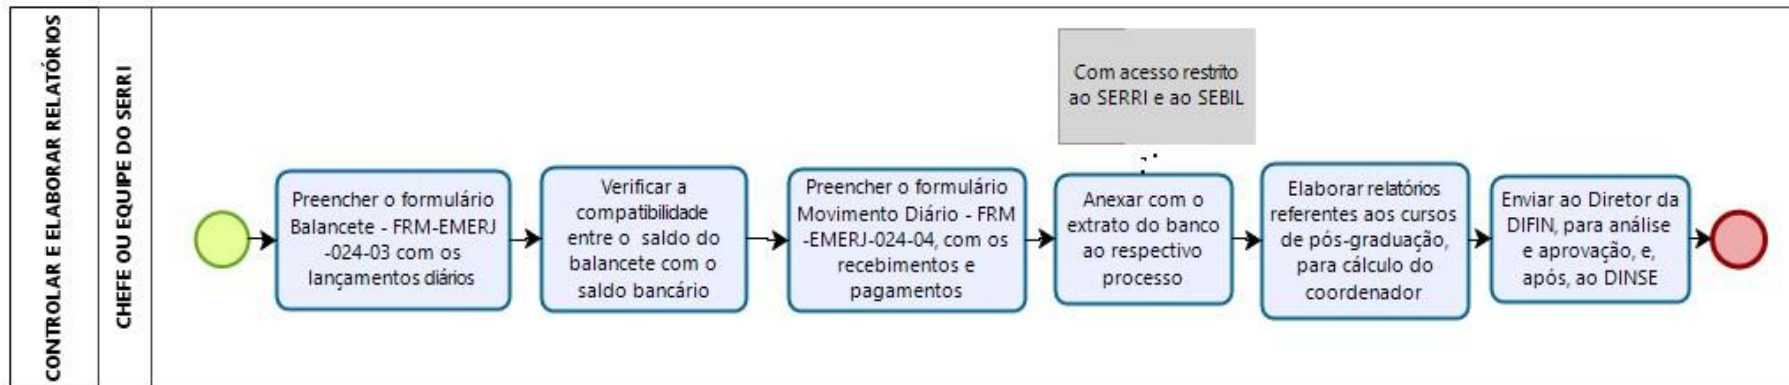 CONTROLAR E ELABORAR RELATÓRIOS
CHEFE OU EQUIPE DO SERRI
Preencher o formulário
Balancete - FRM-EMERJ
-024-03 com os
lançamentos diários
Verificar a
compatibilidade
entre o saldo do
balancete com o
saldo bancário
Preencher o formulário
Movimento Diário - FRM
-EMERJ-024-04, com os
recebimentos e
pagamentos
Com acesso restrito
ao SERRI e ao SEBIL
Anexar com o
extrato do banco
ao respectivo
processo
Elaborar relatórios
referentes aos cursos
de pós-graduação,
para cálculo do
coordenador
Enviar ao Diretor da
DIFIN, para análise
e aprovação, e,
após, ao DINSE